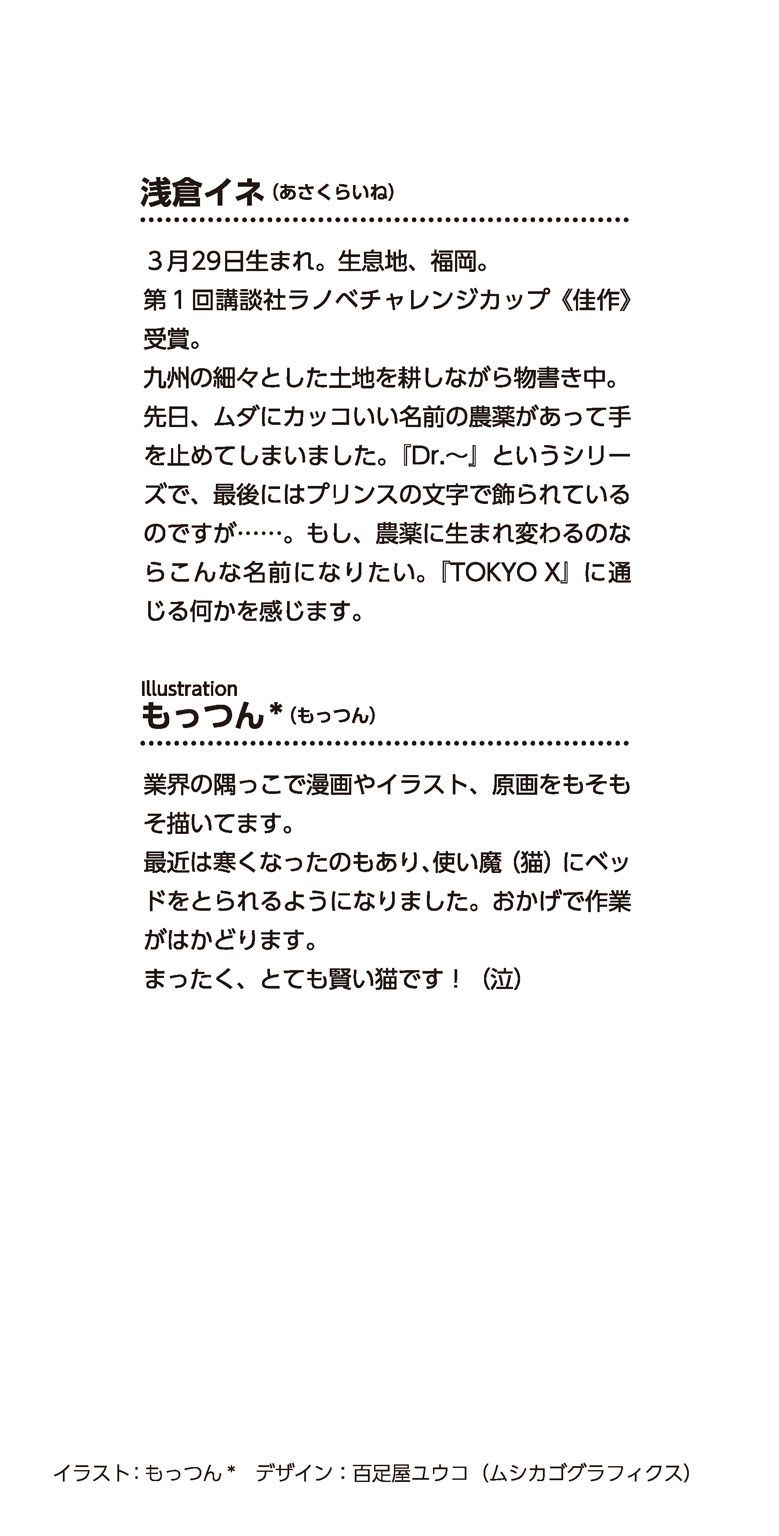 浅倉イネ（あさくらいね）
３月29日生まれ。生息地、福岡。
第１回講談社ラノベチャレンジカップ《佳作》
受賞。
九州の細々とした土地を耕しながら物書き中。
先日、ムダにカッコいい名前の農薬があって手
を止めてしまいました。『Dr.〜』というシリー
ズで、最後にはプリンスの文字で飾られている
のですが……。もし、農薬に生まれ変わるのな
らこんな名前になりたい。『TOKYO X』に通
じる何かを感じます。
Illustration
もっつん*（もっつん）
業界の隅っこで漫画やイラスト、原画をもそも
そ描いてます。
最近は寒くなったのもあり、使い魔（猫）にベッ
ドをとられるようになりました。おかげで作業
がはかどります。
まったく、とても賢い猫です！（泣）
イラスト：もっつん*　デザイン：百足屋ユウコ（ムシカゴグラフィクス）